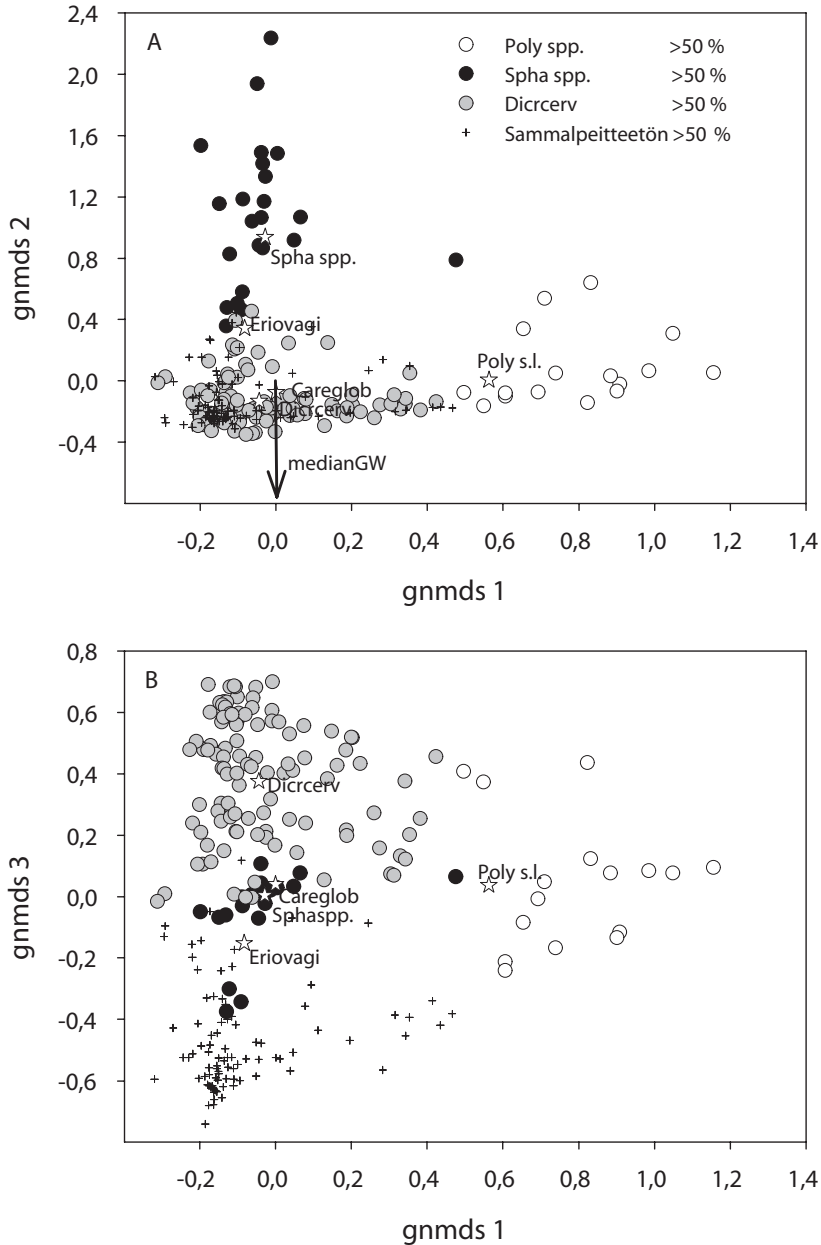 A
Poly spp. >50 %
Spha spp. >50 %
Dicrcerv >50 %
Sammalpeitteetön >50 %
2,4
2,0
1,6
1,2
0,8
0,4
0,0
-0,4
gnmds 2
Spha spp.
Eriovagi
Poly s.l.
Careglob
Dicrcerv
medianGW
-0,2 0,0 0,2 0,4 0,6 0,8 1,0 1,2 1,4
gnmds 1
B
0,8
0,6
0,4
0,2
0,0
-0,2
-0,4
-0,6
gnmds 3
Dicrcerv
Poly s.l.
Careglob
Sphaspp.
Eriovagi
-0,2 0,0 0,2 0,4 0,6 0,8 1,0 1,2 1,4
gnmds 1